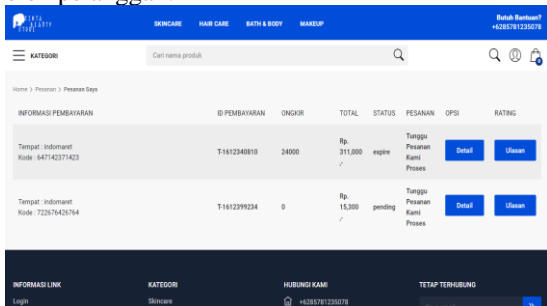 SKINCARE HAIR CARE BATH & BODY MAKEUP
Butuh Bantuan?
+6285781235078
KATEGORI
Cari nama produk
Home > Pesanan > Pesanan Saya
INFORMASI PEMBAYARAN ID PEMBAYARAN ONGKIR TOTAL STATUS PESANAN OPSI RATING
Tempat : indomaret
Kode : 647142371423
T-1612340810
24000
Rp.
311,000
,-
expire
Tunggu
Pesanan
Kami
Proses
Detail
Ulasan
Tempat : indomaret
Kode : 722676426764
T-1612399234
0
Rp.
15,300
,-
pending
Tunggu
Pesanan
Kami
Proses
Detail
Ulasan
INFORMASI LINK KATEGORI HUBUNGI KAMI TETAP TERHUBUNG
Login Skincare +6285781235078